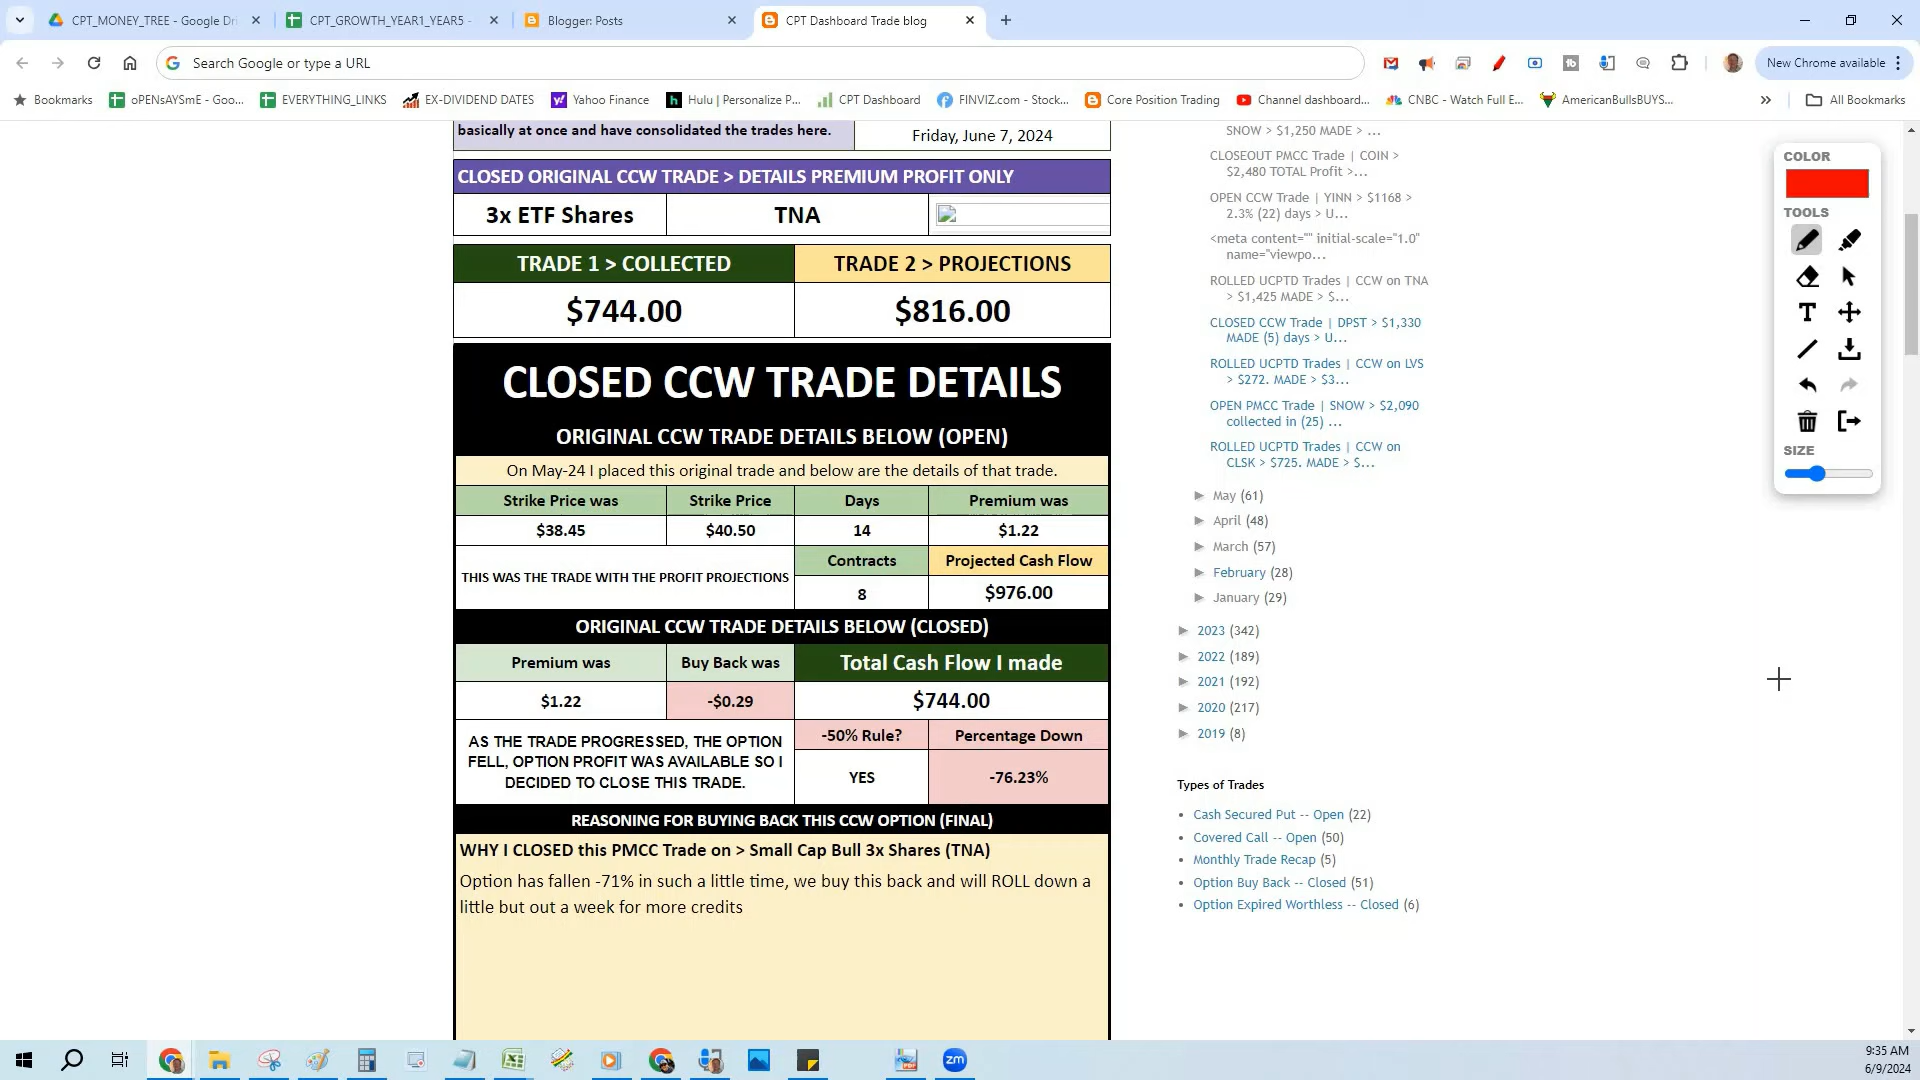 CPT_MONEY_TREE - Google Dri
CPT_GROWTH_YEAR1_YEAR5 -
Blogger: Posts
CPT Dashboard Trade blog
Search Google or type a URL
New Chrome available
Bookmarks
oPENsAYSmE - Goo...
EVERYTHING_LINKS
EX-DIVIDEND DATES
Yahoo Finance
Hulu | Personalize P...
CPT Dashboard
FINVIZ.com - Stock...
Core Position Trading
Channel dashboard...
CNBC - Watch Full E...
AmericanBullsBUYS...
All Bookmarks
basically at once and have consolidated the trades here.
Friday, June 7, 2024
CLOSED ORIGINAL CCW TRADE > DETAILS PREMIUM PROFIT ONLY
3x ETF Shares
TNA
TRADE 1 > COLLECTED
TRADE 2 > PROJECTIONS
$744.00
$816.00
CLOSED CCW TRADE DETAILS
ORIGINAL CCW TRADE DETAILS BELOW (OPEN)
On May-24 I placed this original trade and below are the details of that trade.
Strike Price was
Strike Price
Days
Premium was
$38.45
$40.50
14
$1.22
THIS WAS THE TRADE WITH THE PROFIT PROJECTIONS
Contracts
Projected Cash Flow
8
$976.00
ORIGINAL CCW TRADE DETAILS BELOW (CLOSED)
Premium was
Buy Back was
Total Cash Flow I made
$1.22
-$0.29
$744.00
AS THE TRADE PROGRESSED, THE OPTION
FELL, OPTION PROFIT WAS AVAILABLE SO I
DECIDED TO CLOSE THIS TRADE.
-50% Rule?
Percentage Down
YES
-76.23%
REASONING FOR BUYING BACK THIS CCW OPTION (FINAL)
WHY I CLOSED this PMCC Trade on > Small Cap Bull 3x Shares (TNA)
Option has fallen -71% in such a little time, we buy this back and will ROLL down a
little but out a week for more credits
SNOW > $1,250 MADE > ...
CLOSEOUT PMCC Trade | COIN >
$2,480 TOTAL Profit >...
OPEN CCW Trade | YINN > $1168 >
2.3% (22) days > U...
<meta content="" initial-scale="1.0"
name="viewpo...
ROLLED UCPTD Trades | CCW on TNA
> $1,425 MADE > $...
CLOSED CCW Trade | DPST > $1,330
MADE (5) days > U...
ROLLED UCPTD Trades | CCW on LVS
> $272. MADE > $3...
OPEN PMCC Trade | SNOW > $2,090
collected in (25) ...
ROLLED UCPTD Trades | CCW on
CLSK > $725. MADE > $...
► May (61)
► April (48)
► March (57)
► February (28)
► January (29)
► 2023 (342)
► 2022 (189)
► 2021 (192)
► 2020 (217)
► 2019 (8)
Types of Trades
• Cash Secured Put -- Open (22)
• Covered Call -- Open (50)
• Monthly Trade Recap (5)
• Option Buy Back -- Closed (51)
• Option Expired Worthless -- Closed (6)
COLOR
TOOLS
T
SIZE
zm
9:35 AM
6/9/2024